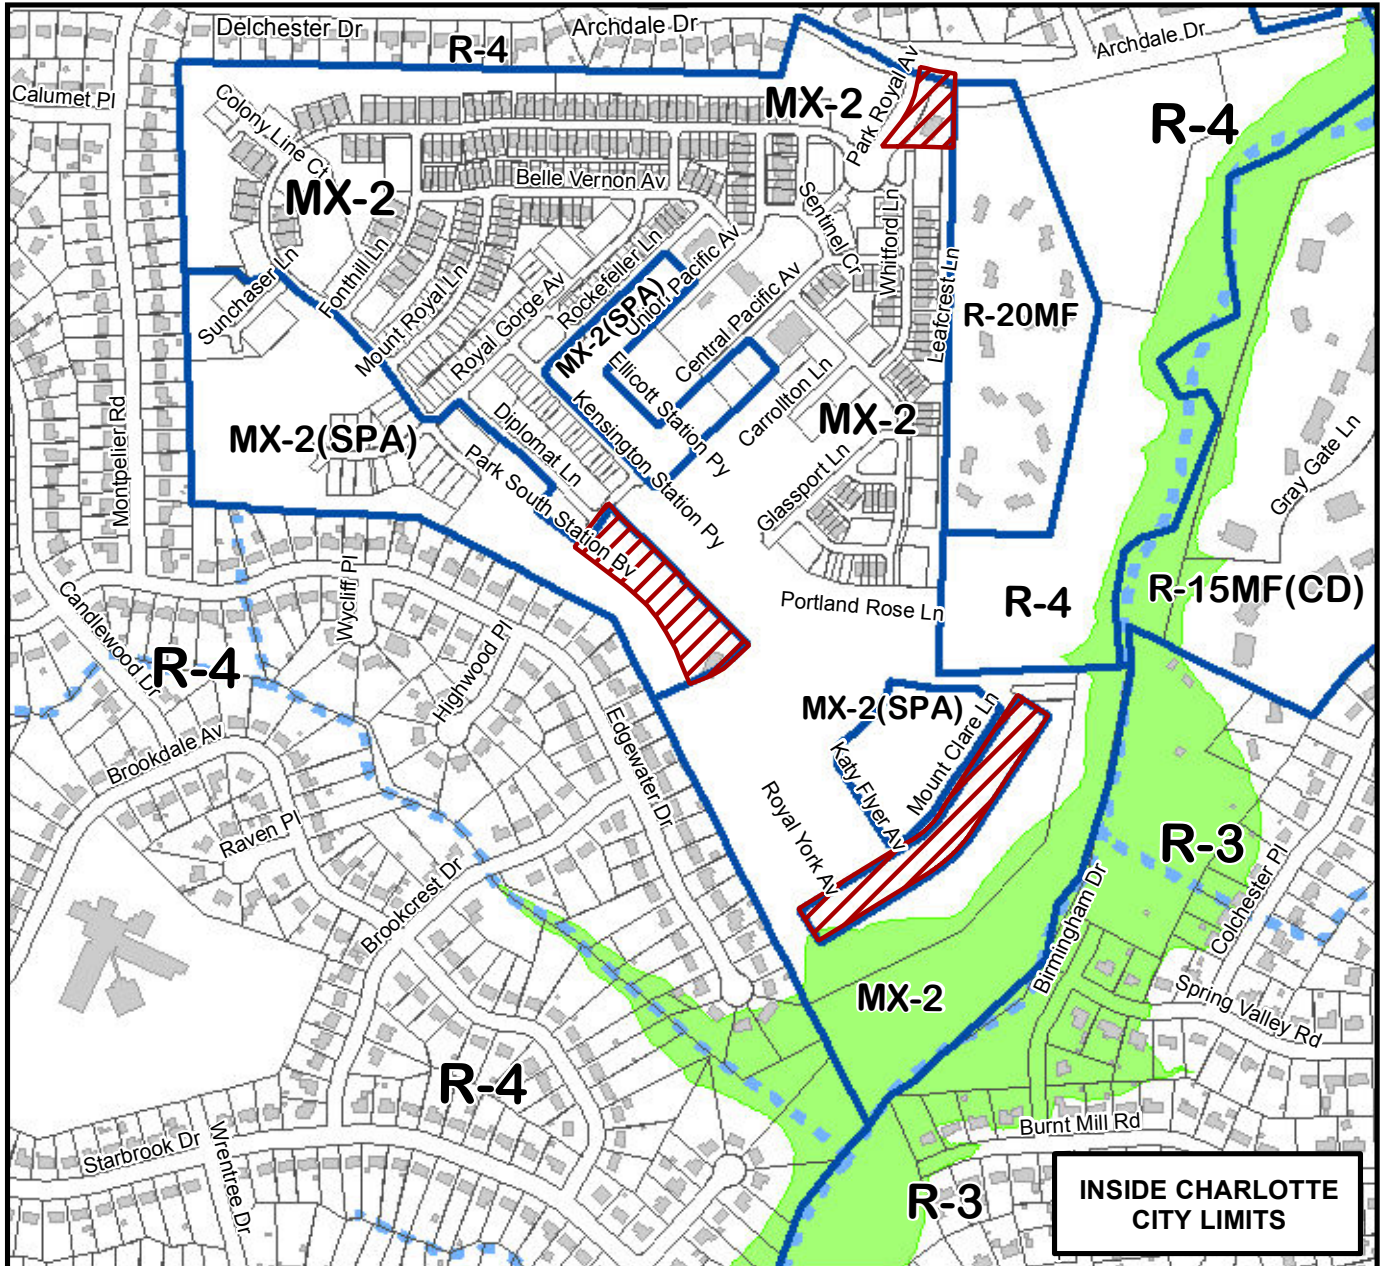 Delchester Dr
Archdale Dr
Archdale Dr
R-4
Calumet Pl
Colony Line Ct
MX-2
Park Royal Av
R-4
MX-2
Belle Vernon Av
Sentinel Cr
Whitford Ln
Leafcrest Ln
Sunchaser Ln
Fonthill Ln
Mount Royal Ln
Royal Gorge Av
Rockefeller Ln
MX-2(SPA)
Union Pacific Av
Central Pacific Av
R-20MF
Ellicott Station Py
Carrollton Ln
MX-2
Montpelier Rd
MX-2(SPA)
Diplomat Ln
Kensington Station Py
Park South Station Bv
Glassport Ln
Gray Gate Ln
Candlewood Dr
Wycliff Pl
Highwood Pl
Portland Rose Ln
R-4
R-15MF(CD)
R-4
Brookdale Av
Edgewater Dr
MX-2(SPA)
Mount Clare Ln
Katy Flyer Av
Royal York Av
Raven Pl
Brookcrest Dr
R-3
Colchester Pl
Birmingham Dr
MX-2
Spring Valley Rd
R-4
Burnt Mill Rd
Starbrook Dr
Wrentree Dr
R-3
INSIDE CHARLOTTE
CITY LIMITS